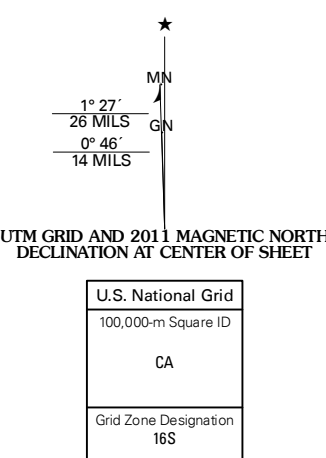 ★
MN
1° 27´
26 MILS
GN
0° 46´
14 MILS
UTM GRID AND 2011 MAGNETIC NORTH
DECLINATION AT CENTER OF SHEET
U.S. National Grid
100,000-m Square ID
CA
Grid Zone Designation
16S